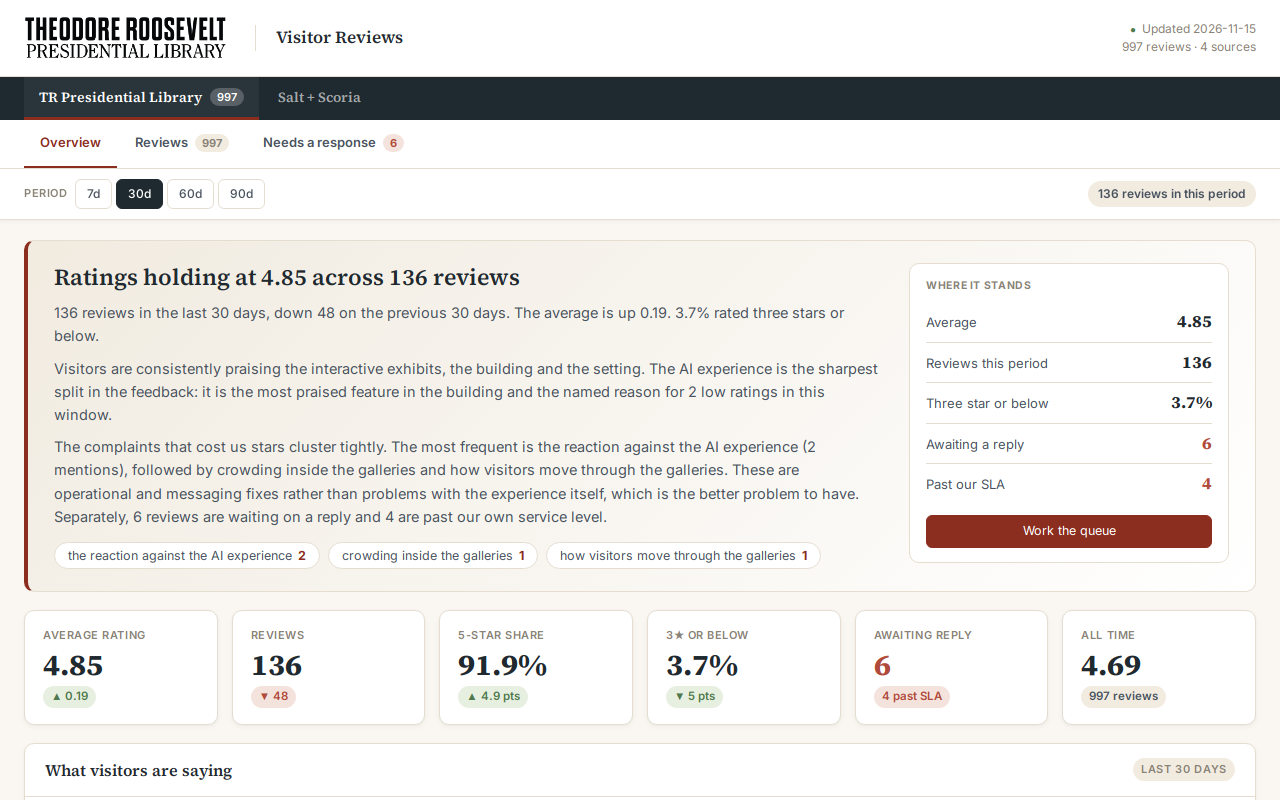 THEODORE ROOSEVELT
PRESIDENTIAL LIBRARY
Visitor Reviews
● Updated 2026-11-15
997 reviews · 4 sources
TR Presidential Library 997
Salt + Scoria
Overview
Reviews 997
Needs a response 6
PERIOD 7d 30d 60d 90d
136 reviews in this period
Ratings holding at 4.85 across 136 reviews
136 reviews in the last 30 days, down 48 on the previous 30 days. The average is up 0.19. 3.7% rated three stars or
below.
Visitors are consistently praising the interactive exhibits, the building and the setting. The AI experience is the sharpest
split in the feedback: it is the most praised feature in the building and the named reason for 2 low ratings in this
window.
The complaints that cost us stars cluster tightly. The most frequent is the reaction against the AI experience (2
mentions), followed by crowding inside the galleries and how visitors move through the galleries. These are
operational and messaging fixes rather than problems with the experience itself, which is the better problem to have.
Separately, 6 reviews are waiting on a reply and 4 are past our own service level.
the reaction against the AI experience 2
crowding inside the galleries 1
how visitors move through the galleries 1
WHERE IT STANDS
Average 4.85
Reviews this period 136
Three star or below 3.7%
Awaiting a reply 6
Past our SLA 4
Work the queue
AVERAGE RATING
4.85
▲ 0.19
REVIEWS
136
▼ 48
5-STAR SHARE
91.9%
▲ 4.9 pts
3★ OR BELOW
3.7%
▼ 5 pts
AWAITING REPLY
6
4 past SLA
ALL TIME
4.69
997 reviews
What visitors are saying
LAST 30 DAYS